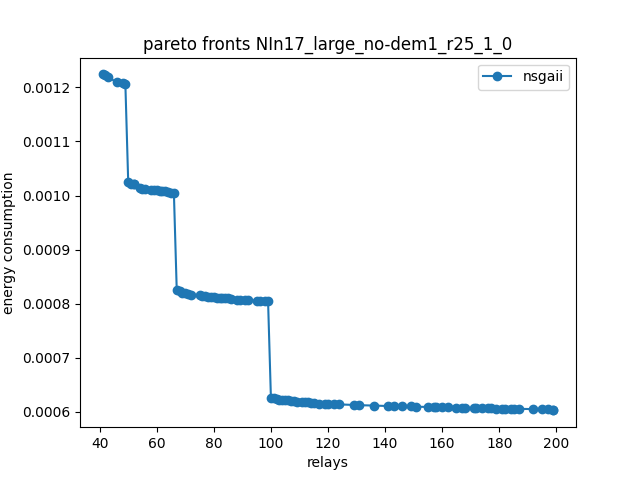 pareto fronts NIn17_large_no-dem1_r25_1_0
nsgaii
0.0012
0.0011
0.0010
0.0009
0.0008
0.0007
0.0006
energy consumption
40 60 80 100 120 140 160 180 200
relays